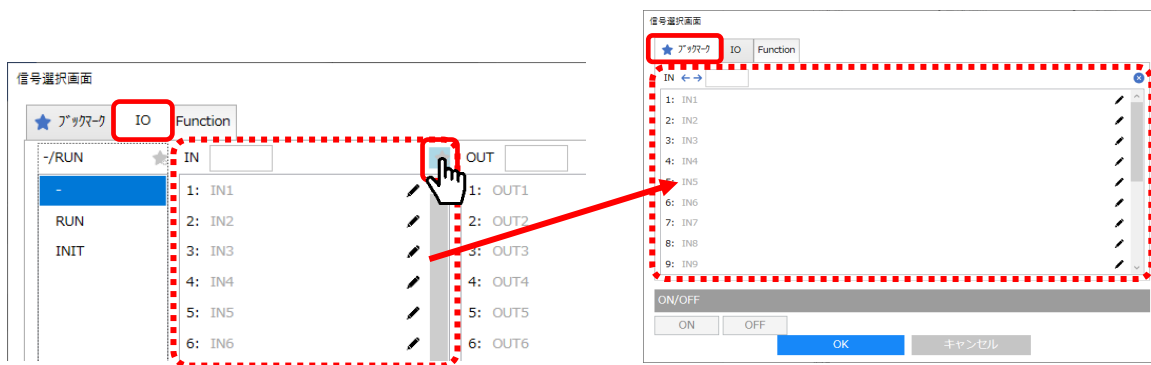 信号選択画面
ﾌﾞｯｸﾏｰｸ IO Function
-/RUN IN OUT
- 1: IN1 1: OUT1
RUN 2: IN2 2: OUT2
INIT 3: IN3 3: OUT3
4: IN4 4: OUT4
5: IN5 5: OUT5
6: IN6 6: OUT6
信号選択画面
ﾌﾞｯｸﾏｰｸ IO Function
IN ←→
1: IN1
2: IN2
3: IN3
4: IN4
5: IN5
6: IN6
7: IN7
8: IN8
9: IN9
ON/OFF
ON OFF
OK キャンセル